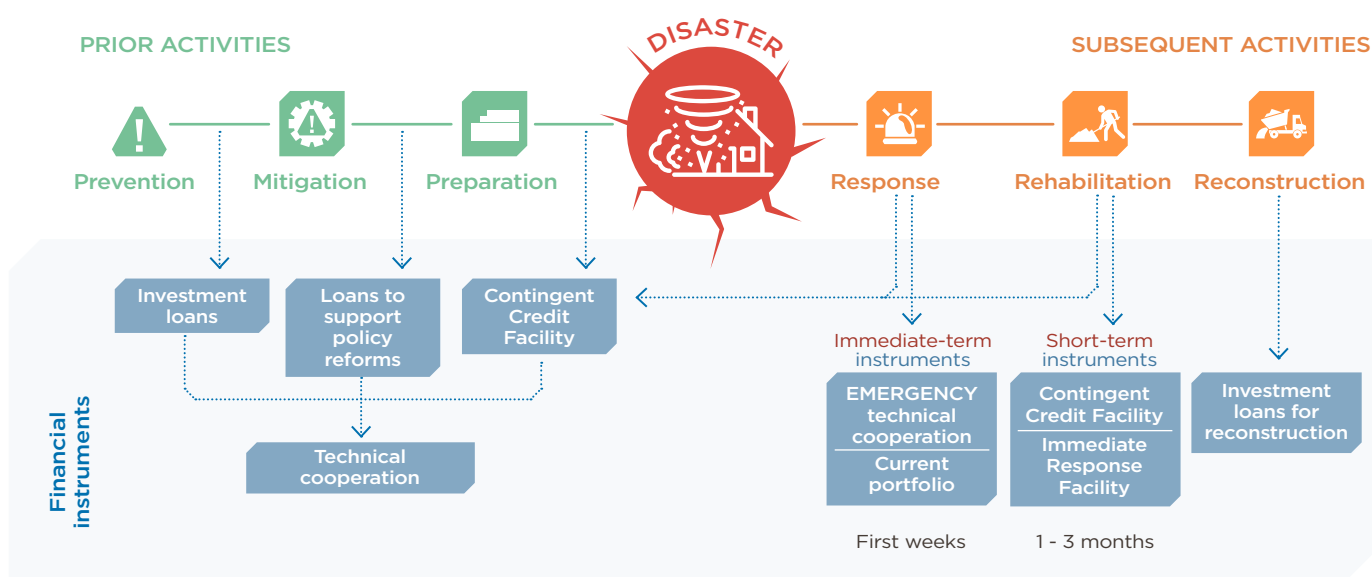 PRIOR ACTIVITIES
DISASTER
SUBSEQUENT ACTIVITIES
Prevention
Mitigation
Preparation
Response
Rehabilitation
Reconstruction
Financial
instruments
Investment
loans
Loans to
support
policy
reforms
Contingent
Credit
Facility
Technical
cooperation
Immediate-term
instruments
EMERGENCY
technical
cooperation
Current
portfolio
First weeks
Short-term
instruments
Contingent
Credit Facility
Immediate
Response
Facility
1 - 3 months
Investment
loans for
reconstruction